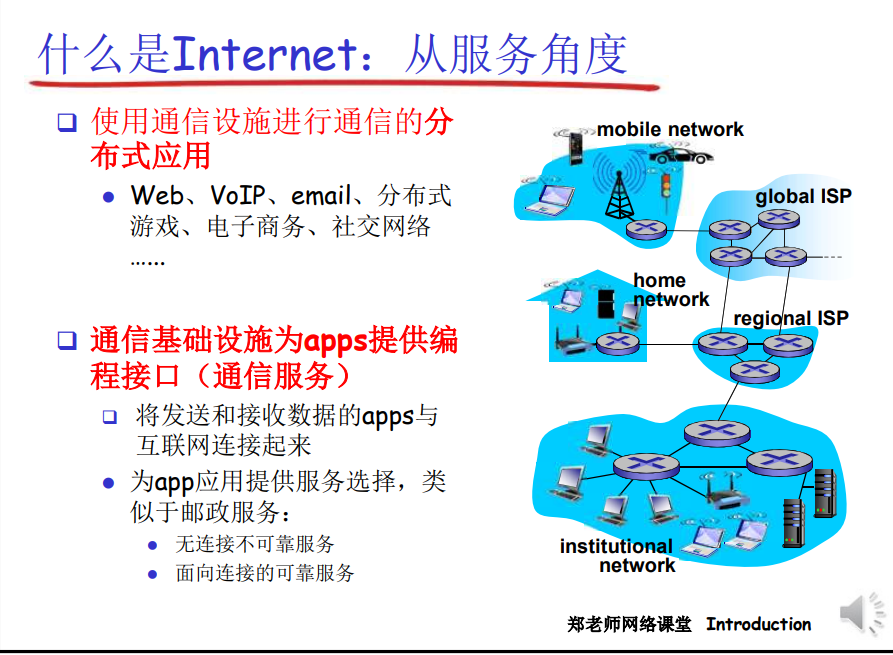 什么是Internet：从服务角度
使用通信设施进行通信的分
布式应用
Web、VoIP、email、分布式
游戏、电子商务、社交网络
……
通信基础设施为apps提供编
程接口（通信服务）
将发送和接收数据的apps与
互联网连接起来
为app应用提供服务选择，类
似于邮政服务：
无连接不可靠服务
面向连接的可靠服务
mobile network
global ISP
home
network
regional ISP
institutional
network
郑老师网络课堂 Introduction